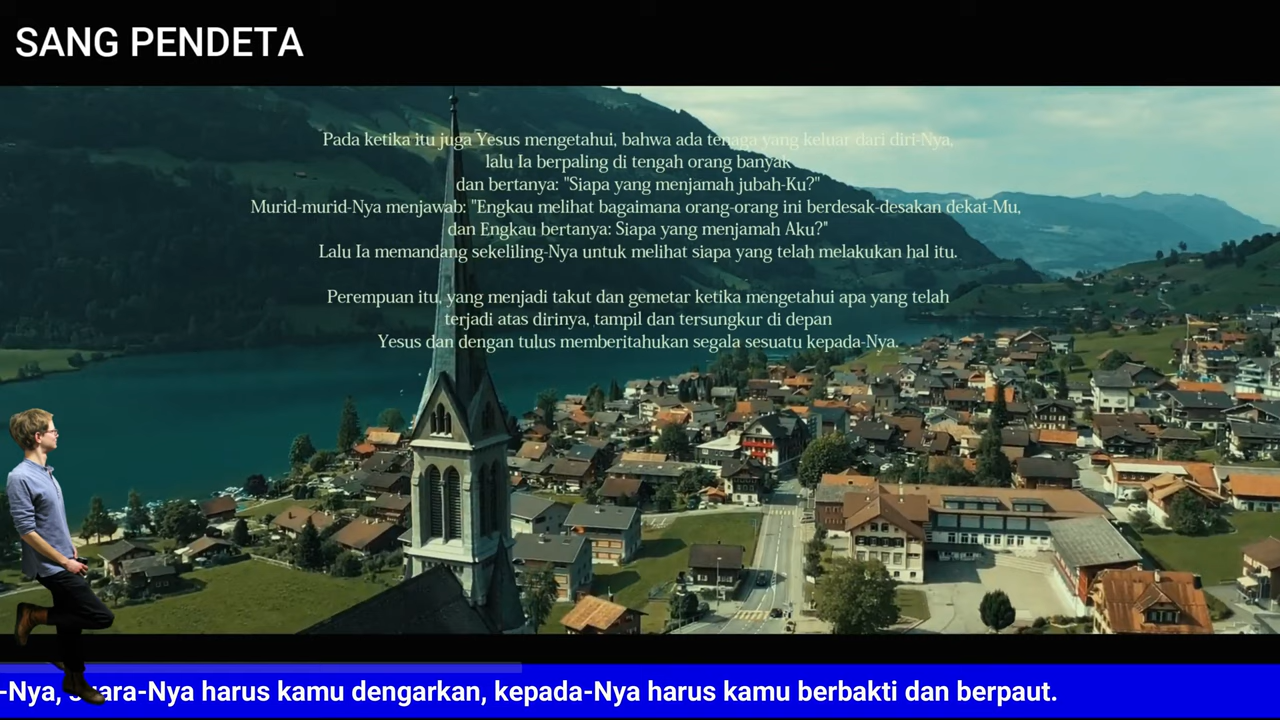 SANG PENDETA
Pada ketika itu juga Yesus mengetahui, bahwa ada tenaga yang keluar dari diri-Nya,
lalu Ia berpaling di tengah orang banyak
dan bertanya: "Siapa yang menjamah jubah-Ku?"
Murid-murid-Nya menjawab: "Engkau melihat bagaimana orang-orang ini berdesak-desakan dekat-Mu,
dan Engkau bertanya: Siapa yang menjamah Aku?"
Lalu Ia memandang sekeliling-Nya untuk melihat siapa yang telah melakukan hal itu.
Perempuan itu, yang menjadi takut dan gemetar ketika mengetahui apa yang telah
terjadi atas dirinya, tampil dan tersungkur di depan
Yesus dan dengan tulus memberitahukan segala sesuatu kepada-Nya.
-Nya, harus kamu dengarkan, kepada-Nya harus kamu berbakti dan berpaut.